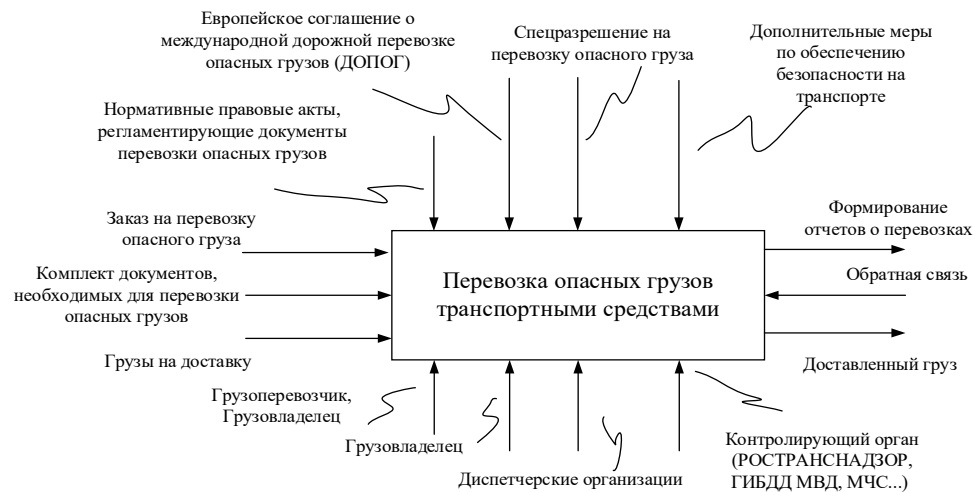 Европейское соглашение о
международной дорожной перевозке
опасных грузов (ДОПОГ)
Спецразрешение на
перевозку опасного груза
Дополнительные меры
по обеспечению
безопасности на
транспорте
Нормативные правовые акты,
регламентирующие документы
перевозки опасных грузов
Заказ на перевозку
опасного груза
Комплект документов,
необходимых для перевозки
опасных грузов
Грузы на доставку
Перевозка опасных грузов
транспортными средствами
Формирование
отчетов о перевозках
Обратная связь
Доставленный груз
Грузоперевозчик,
Грузовладелец
Грузовладелец
Диспетчерские организации
Контролирующий орган
(РОСТРАНСНАДЗОР,
ГИБДД МВД, МЧС...)